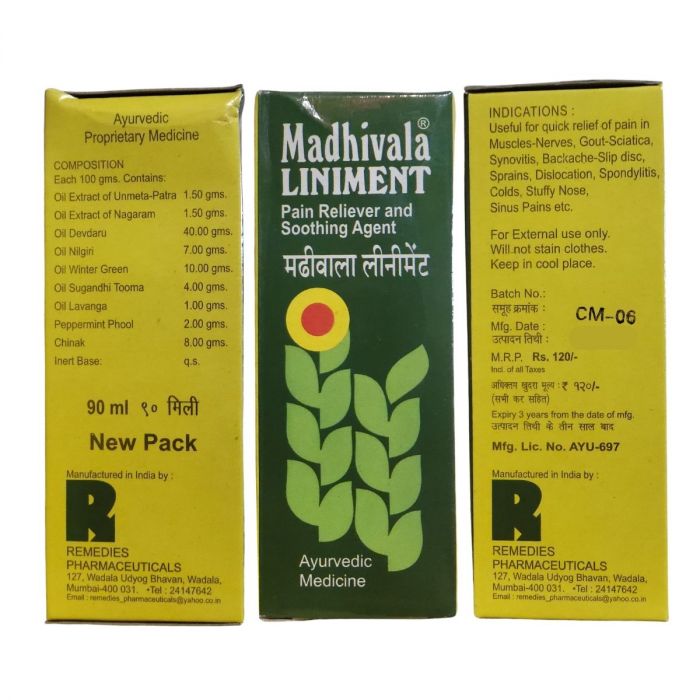 Ayurvedic
Proprietary Medicine
COMPOSITION
Each 100 gms. Contains:
Oil Extract of Unmeta-Patra 1.50 gms.
Oil Extract of Nagaram 1.50 gms.
Oil Devdaru 40.00 gms.
Oil Nilgiri 7.00 gms.
Oil Winter Green 10.00 gms.
Oil Sugandhi Tooma 4.00 gms.
Oil Lavanga 1.00 gms.
Peppermint Phool 2.00 gms.
Chinak 8.00 gms.
Inert Base: q.s.
90 ml ९० मिली
New Pack
Manufactured in India by :
R
REMEDIES
PHARMACEUTICALS
127, Wadala Udyog Bhavan, Wadala,
Mumbai-400 031. •Tel : 24147642
Email : remedies_pharmaceuticals@yahoo.co.in
Madhivala®
LINIMENT
Pain Reliever and
Soothing Agent
मढीवाला लीनीमेंट
Ayurvedic
Medicine
INDICATIONS :
Useful for quick relief of pain in
Muscles-Nerves, Gout-Sciatica,
Synovitis, Backache-Slip disc,
Sprains, Dislocation, Spondylitis,
Colds, Stuffy Nose,
Sinus Pains etc.
For External use only.
Will not stain clothes.
Keep in cool place.
Batch No.:
समूह क्रमांक : CM-06
Mfg. Date :
उत्पादन तिथी :
M.R.P. Rs. 120/-
Incl. of all Taxes
अधिकतम खुदरा मूल्य : ₹ १२०/-
(सभी कर सहित)
Expiry 3 years from the date of mfg.
उत्पादन तिथी के तीन साल बाद
Mfg. Lic. No. AYU-697
Manufactured in India by :
R
REMEDIES
PHARMACEUTICALS
127, Wadala Udyog Bhavan, Wadala,
Mumbai-400 031. •Tel : 24147642
Email : remedies_pharmaceuticals@yahoo.co.in